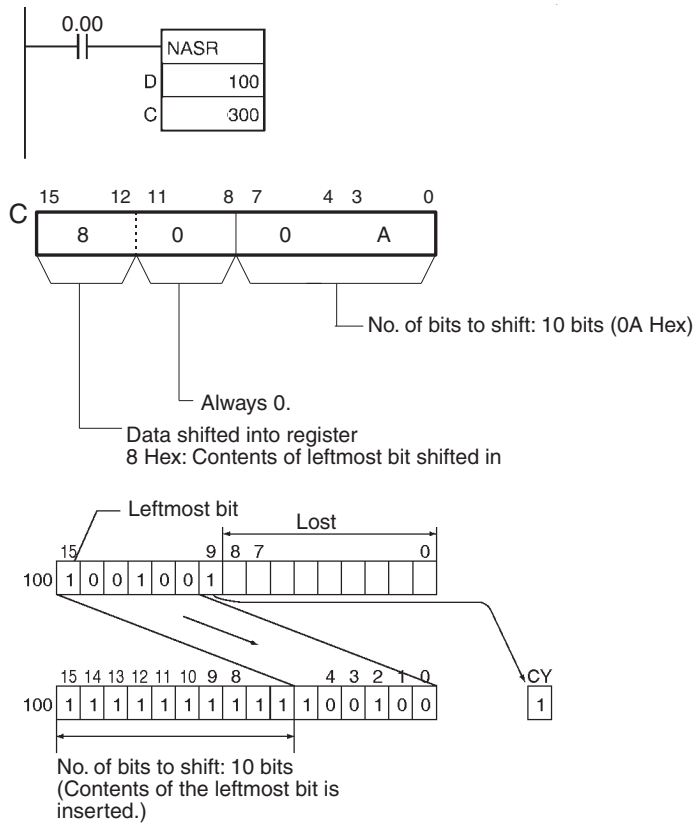 0.00
NASR
D 100
C 300
15 12 11 8 7 4 3 0
C 8 0 0 A
No. of bits to shift: 10 bits (0A Hex)
Always 0.
Data shifted into register
8 Hex: Contents of leftmost bit shifted in
Leftmost bit
Lost
15 9 8 7 0
100 1 0 0 1 0 0 1
15 14 13 12 11 10 9 8 4 3 2 1 0 CY
100 1 1 1 1 1 1 1 1 1 1 1 0 0 1 0 0 1
No. of bits to shift: 10 bits
(Contents of the leftmost bit is
inserted.)